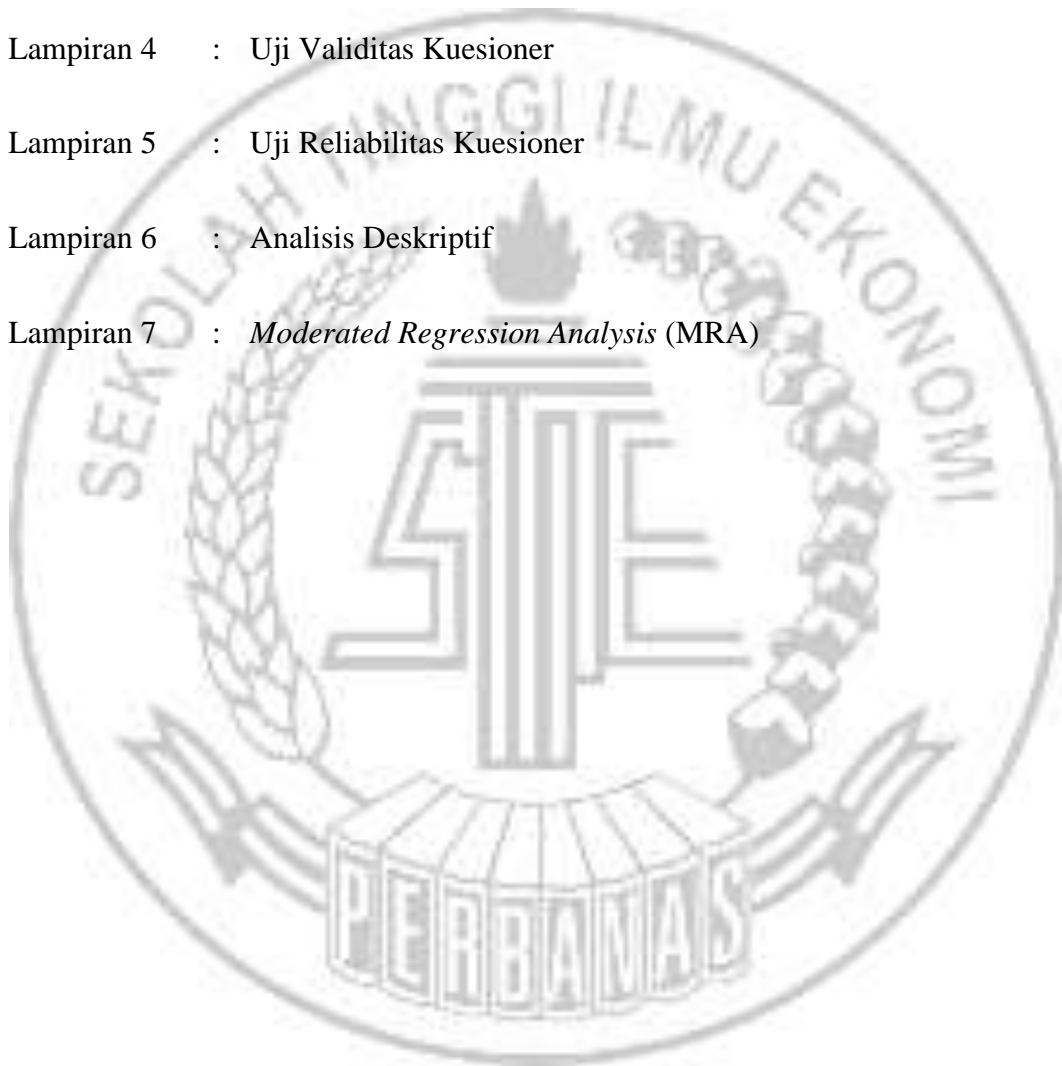 Lampiran 4 : Uji Validitas Kuesioner
Lampiran 5 : Uji Reliabilitas Kuesioner
Lampiran 6 : Analisis Deskriptif
Lampiran 7 : Moderated Regression Analysis (MRA)
SEKOLAH TINGGI ILMU EKONOMI
STIE
PERBANAS